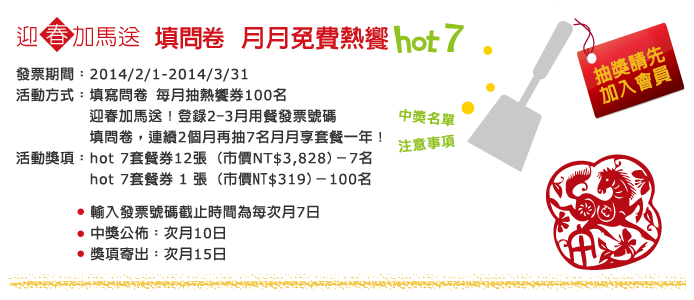 迎春加馬送 填問卷 月月免費熱饗 hot 7
發票期間：2014/2/1-2014/3/31
活動方式：填寫問卷 每月抽熱饗券100名
迎春加馬送！登錄2-3月用餐發票號碼
填問卷，連續2個月再抽7名月月享套餐一年！
活動獎項：hot 7套餐券12張（市價NT$3,828）－7名
hot 7套餐券 1 張（市價NT$319）－100名
● 輸入發票號碼截止時間為每次月7日
● 中獎公佈：次月10日
● 獎項寄出：次月15日
中獎名單
注意事項
抽獎請先
加入會員